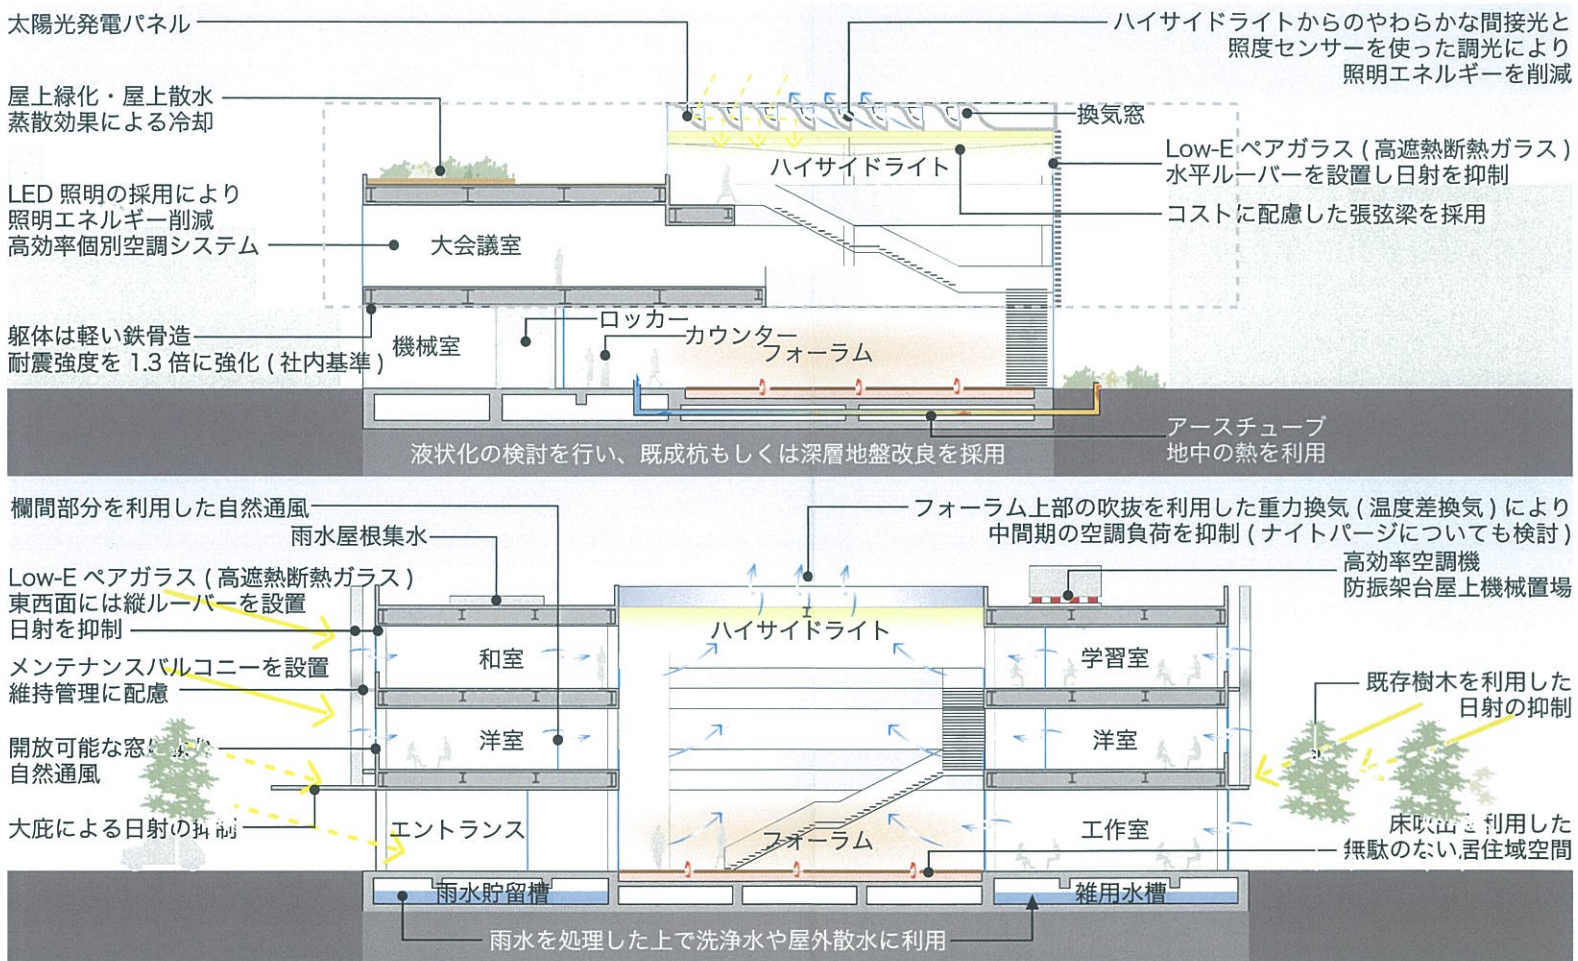 太陽光発電パネル
ハイサイドライトからのやわらかな間接光と
照度センサーを使った調光により
照明エネルギーを削減
屋上緑化・屋上散水
蒸散効果による冷却
換気窓
ハイサイドライト
Low-E ペアガラス ( 高遮熱断熱ガラス )
水平ルーバーを設置し日射を抑制
LED 照明の採用により
照明エネルギー削減
高効率個別空調システム
コストに配慮した張弦梁を採用
大会議室
ロッカー
カウンター
躯体は軽い鉄骨造
耐震強度を 1.3 倍に強化 ( 社内基準 )
機械室
フォーラム
アースチューブ
地中の熱を利用
液状化の検討を行い、既成杭もしくは深層地盤改良を採用
欄間部分を利用した自然通風
フォーラム上部の吹抜を利用した重力換気 ( 温度差換気 ) により
中間期の空調負荷を抑制 ( ナイトパージについても検討 )
雨水屋根集水
高効率空調機
防振架台屋上機械置場
Low-E ペアガラス ( 高遮熱断熱ガラス )
東西面には縦ルーバーを設置
日射を抑制
ハイサイドライト
和室
学習室
メンテナンスバルコニーを設置
維持管理に配慮
既存樹木を利用した
日射の抑制
洋室
洋室
開放可能な窓
自然通風
大庇による日射の抑制
エントランス
フォーラム
工作室
床吹出を利用した
無駄のない居住域空間
雨水貯留槽
雑用水槽
雨水を処理した上で洗浄水や屋外散水に利用